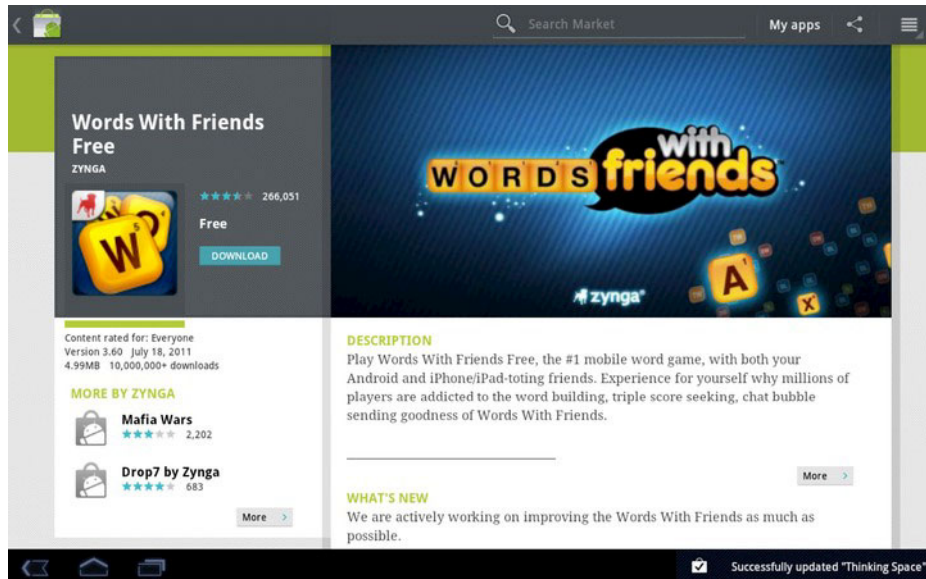 Search Market
My apps
Words With Friends
Free
ZYNGA
266,051
Free
DOWNLOAD
W
WORDS with friends
A
X
zynga
Content rated for: Everyone
Version 3.60 July 18, 2011
4.99MB 10,000,000+ downloads
MORE BY ZYNGA
Mafia Wars
2,202
Drop7 by Zynga
683
More
DESCRIPTION
Play Words With Friends Free, the #1 mobile word game, with both your
Android and iPhone/iPad-toting friends. Experience for yourself why millions of
players are addicted to the word building, triple score seeking, chat bubble
sending goodness of Words With Friends.
More
WHAT'S NEW
We are actively working on improving the Words With Friends as much as
possible.
Successfully updated "Thinking Space"